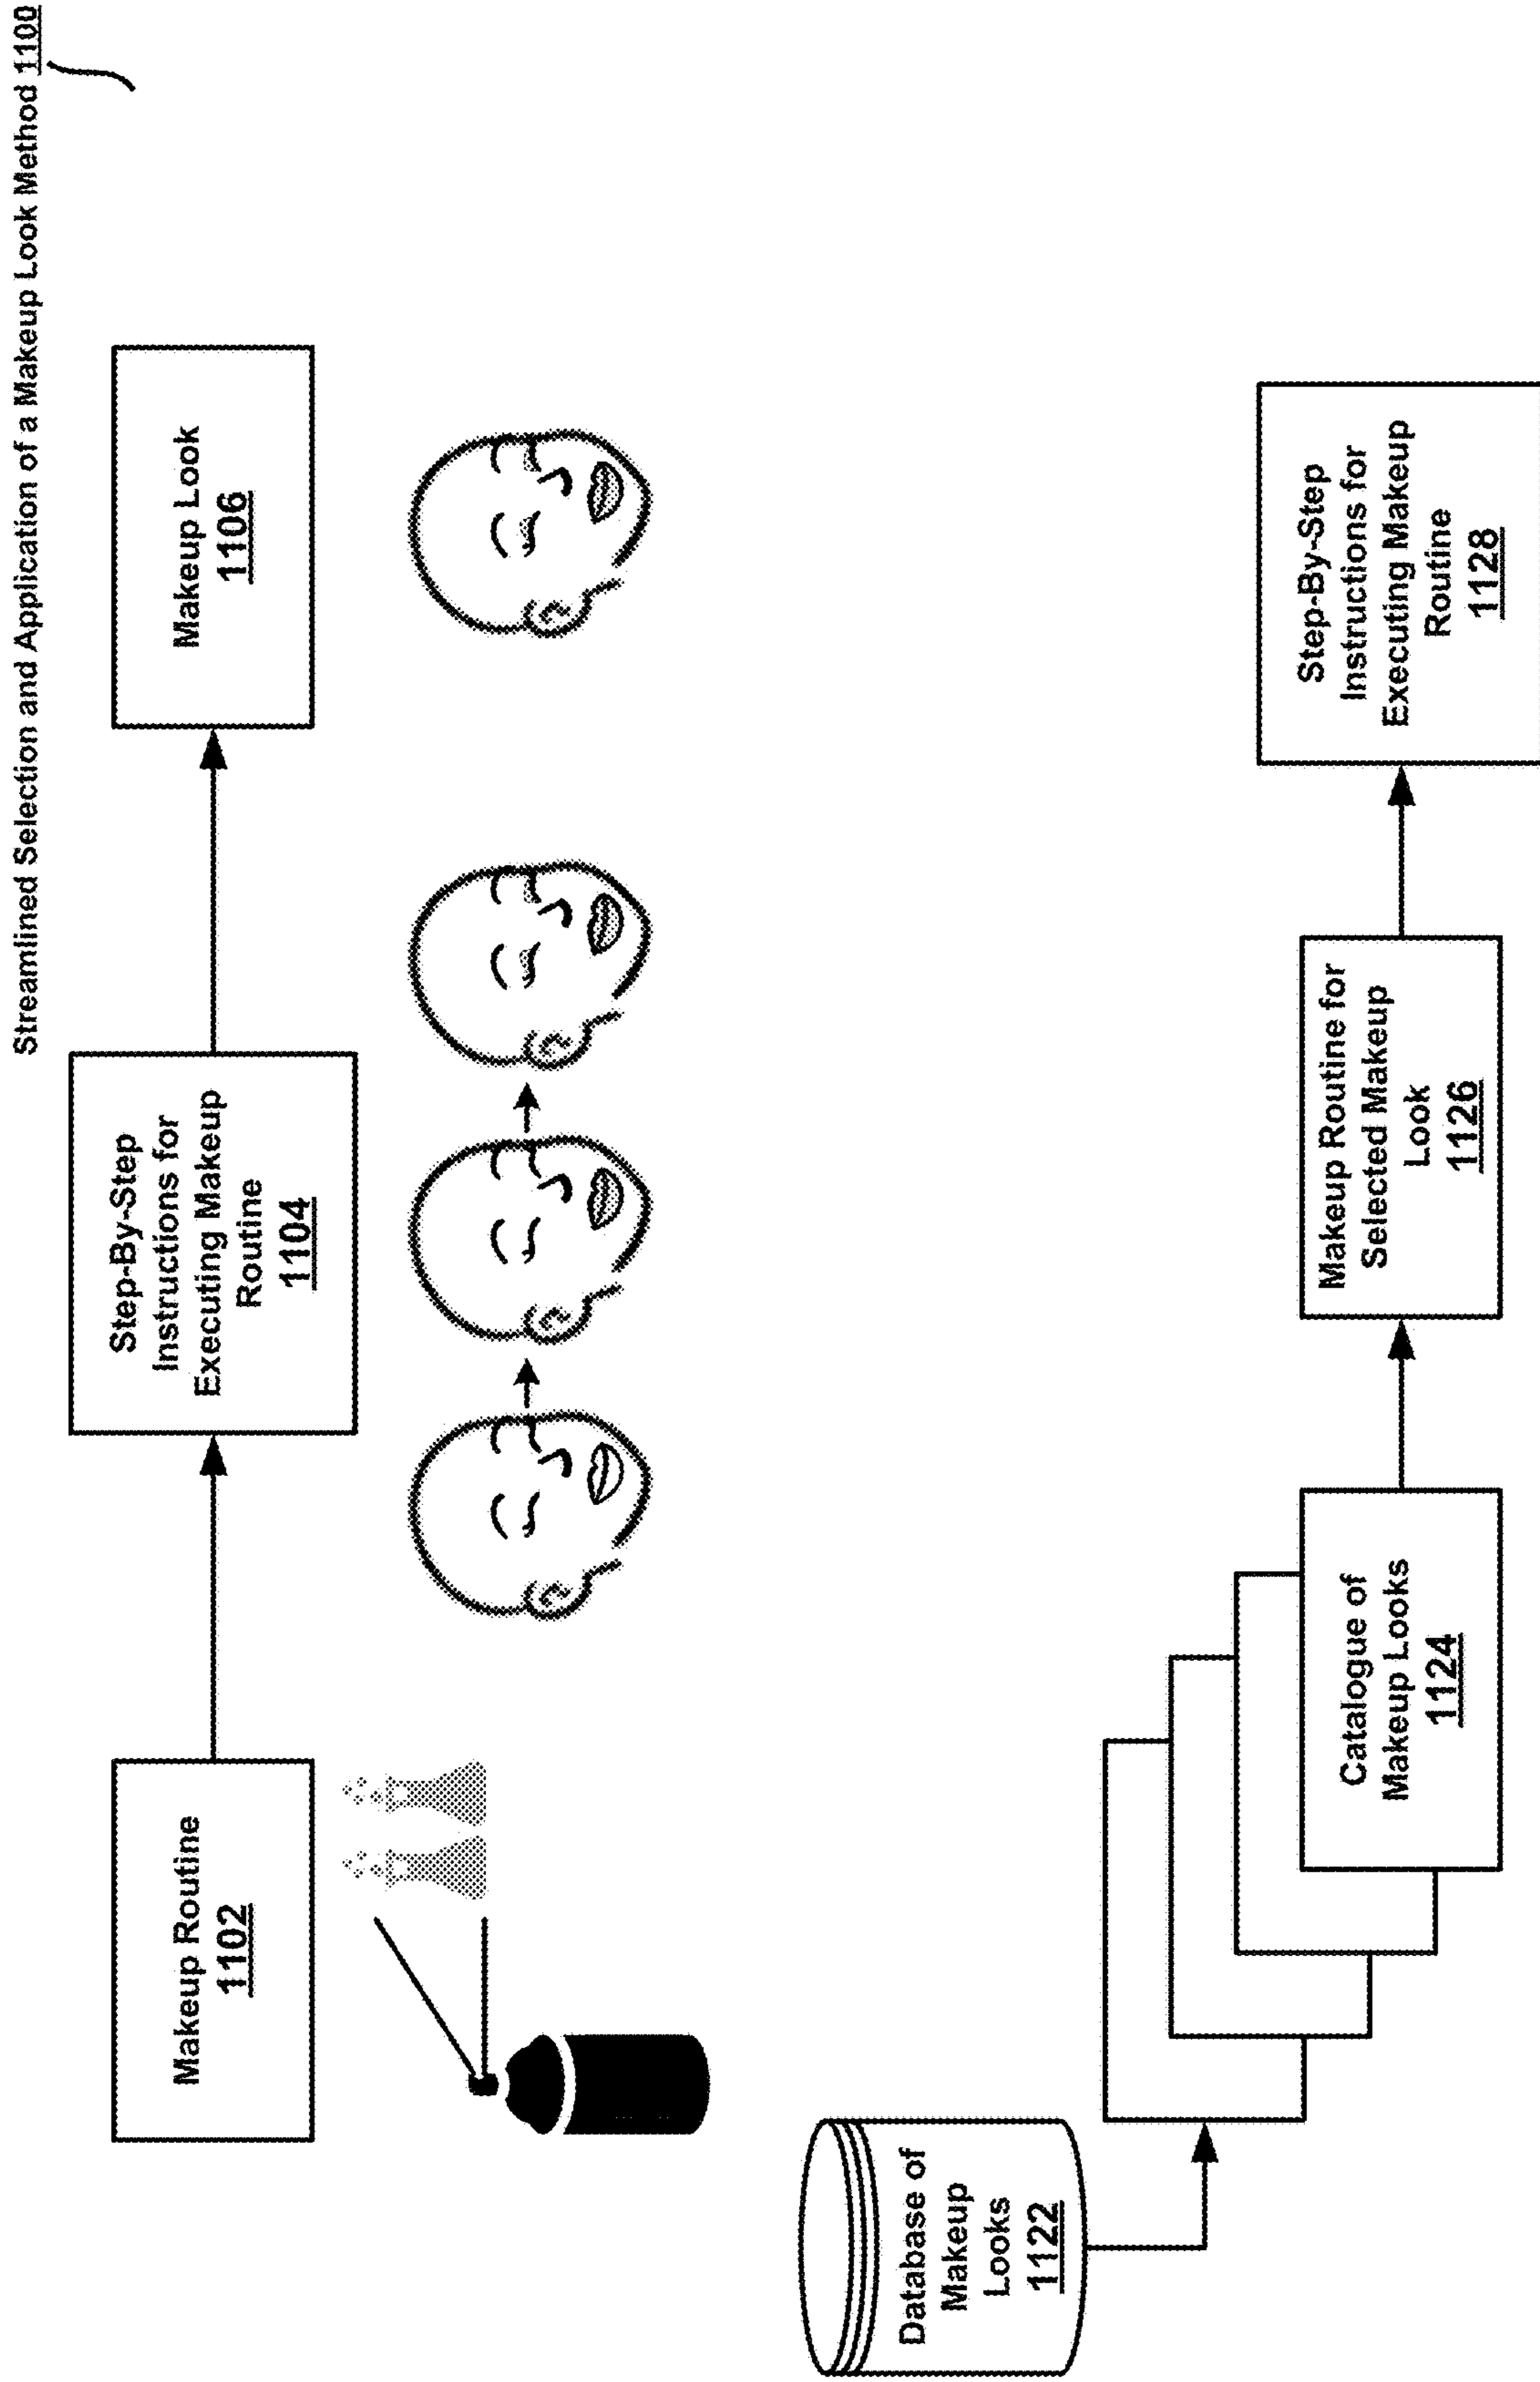 Streamlined Selection and Application of a Makeup Look Method 1100
Makeup Routine
1102
Step-By-Step
Instructions for
Executing Makeup
Routine
1104
Makeup Look
1106
Database of
Makeup
Looks
1122
Catalogue of
Makeup Looks
1124
Makeup Routine for
Selected Makeup
Look
1126
Step-By-Step
Instructions for
Executing Makeup
Routine
1128